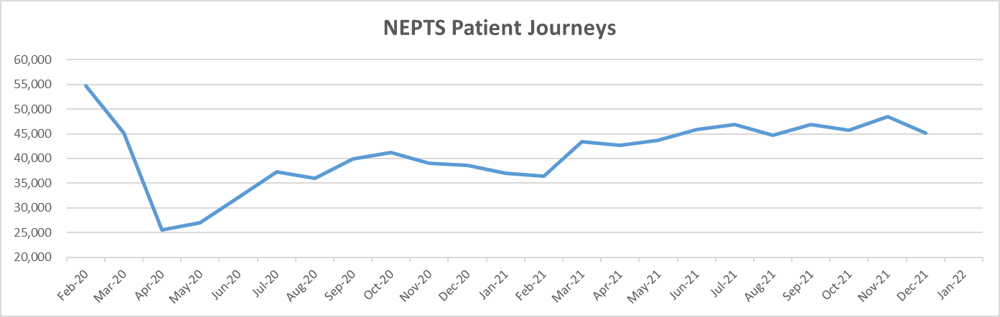 NEPTS Patient Journeys
60,000
55,000
50,000
45,000
40,000
35,000
30,000
25,000
20,000
Feb-20
Mar-20
Apr-20
May-20
Jun-20
Jul-20
Aug-20
Sep-20
Oct-20
Nov-20
Dec-20
Jan-21
Feb-21
Mar-21
Apr-21
May-21
Jun-21
Jul-21
Aug-21
Sep-21
Oct-21
Nov-21
Dec-21
Jan-22